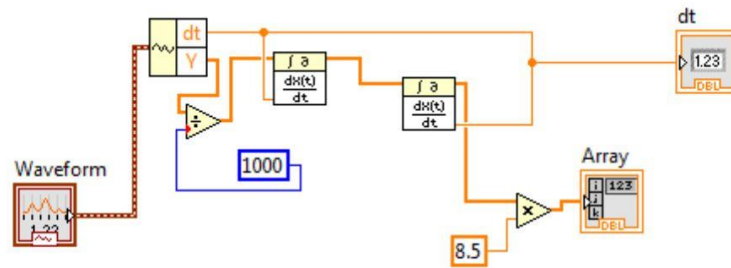 dt
dt
Y
∫ ∂
dx(t)
dt
∫ ∂
dx(t)
dt
1.23
DBL
÷
1000
Waveform
1.23
Array
i
j
k
123
DBL
×
8.5